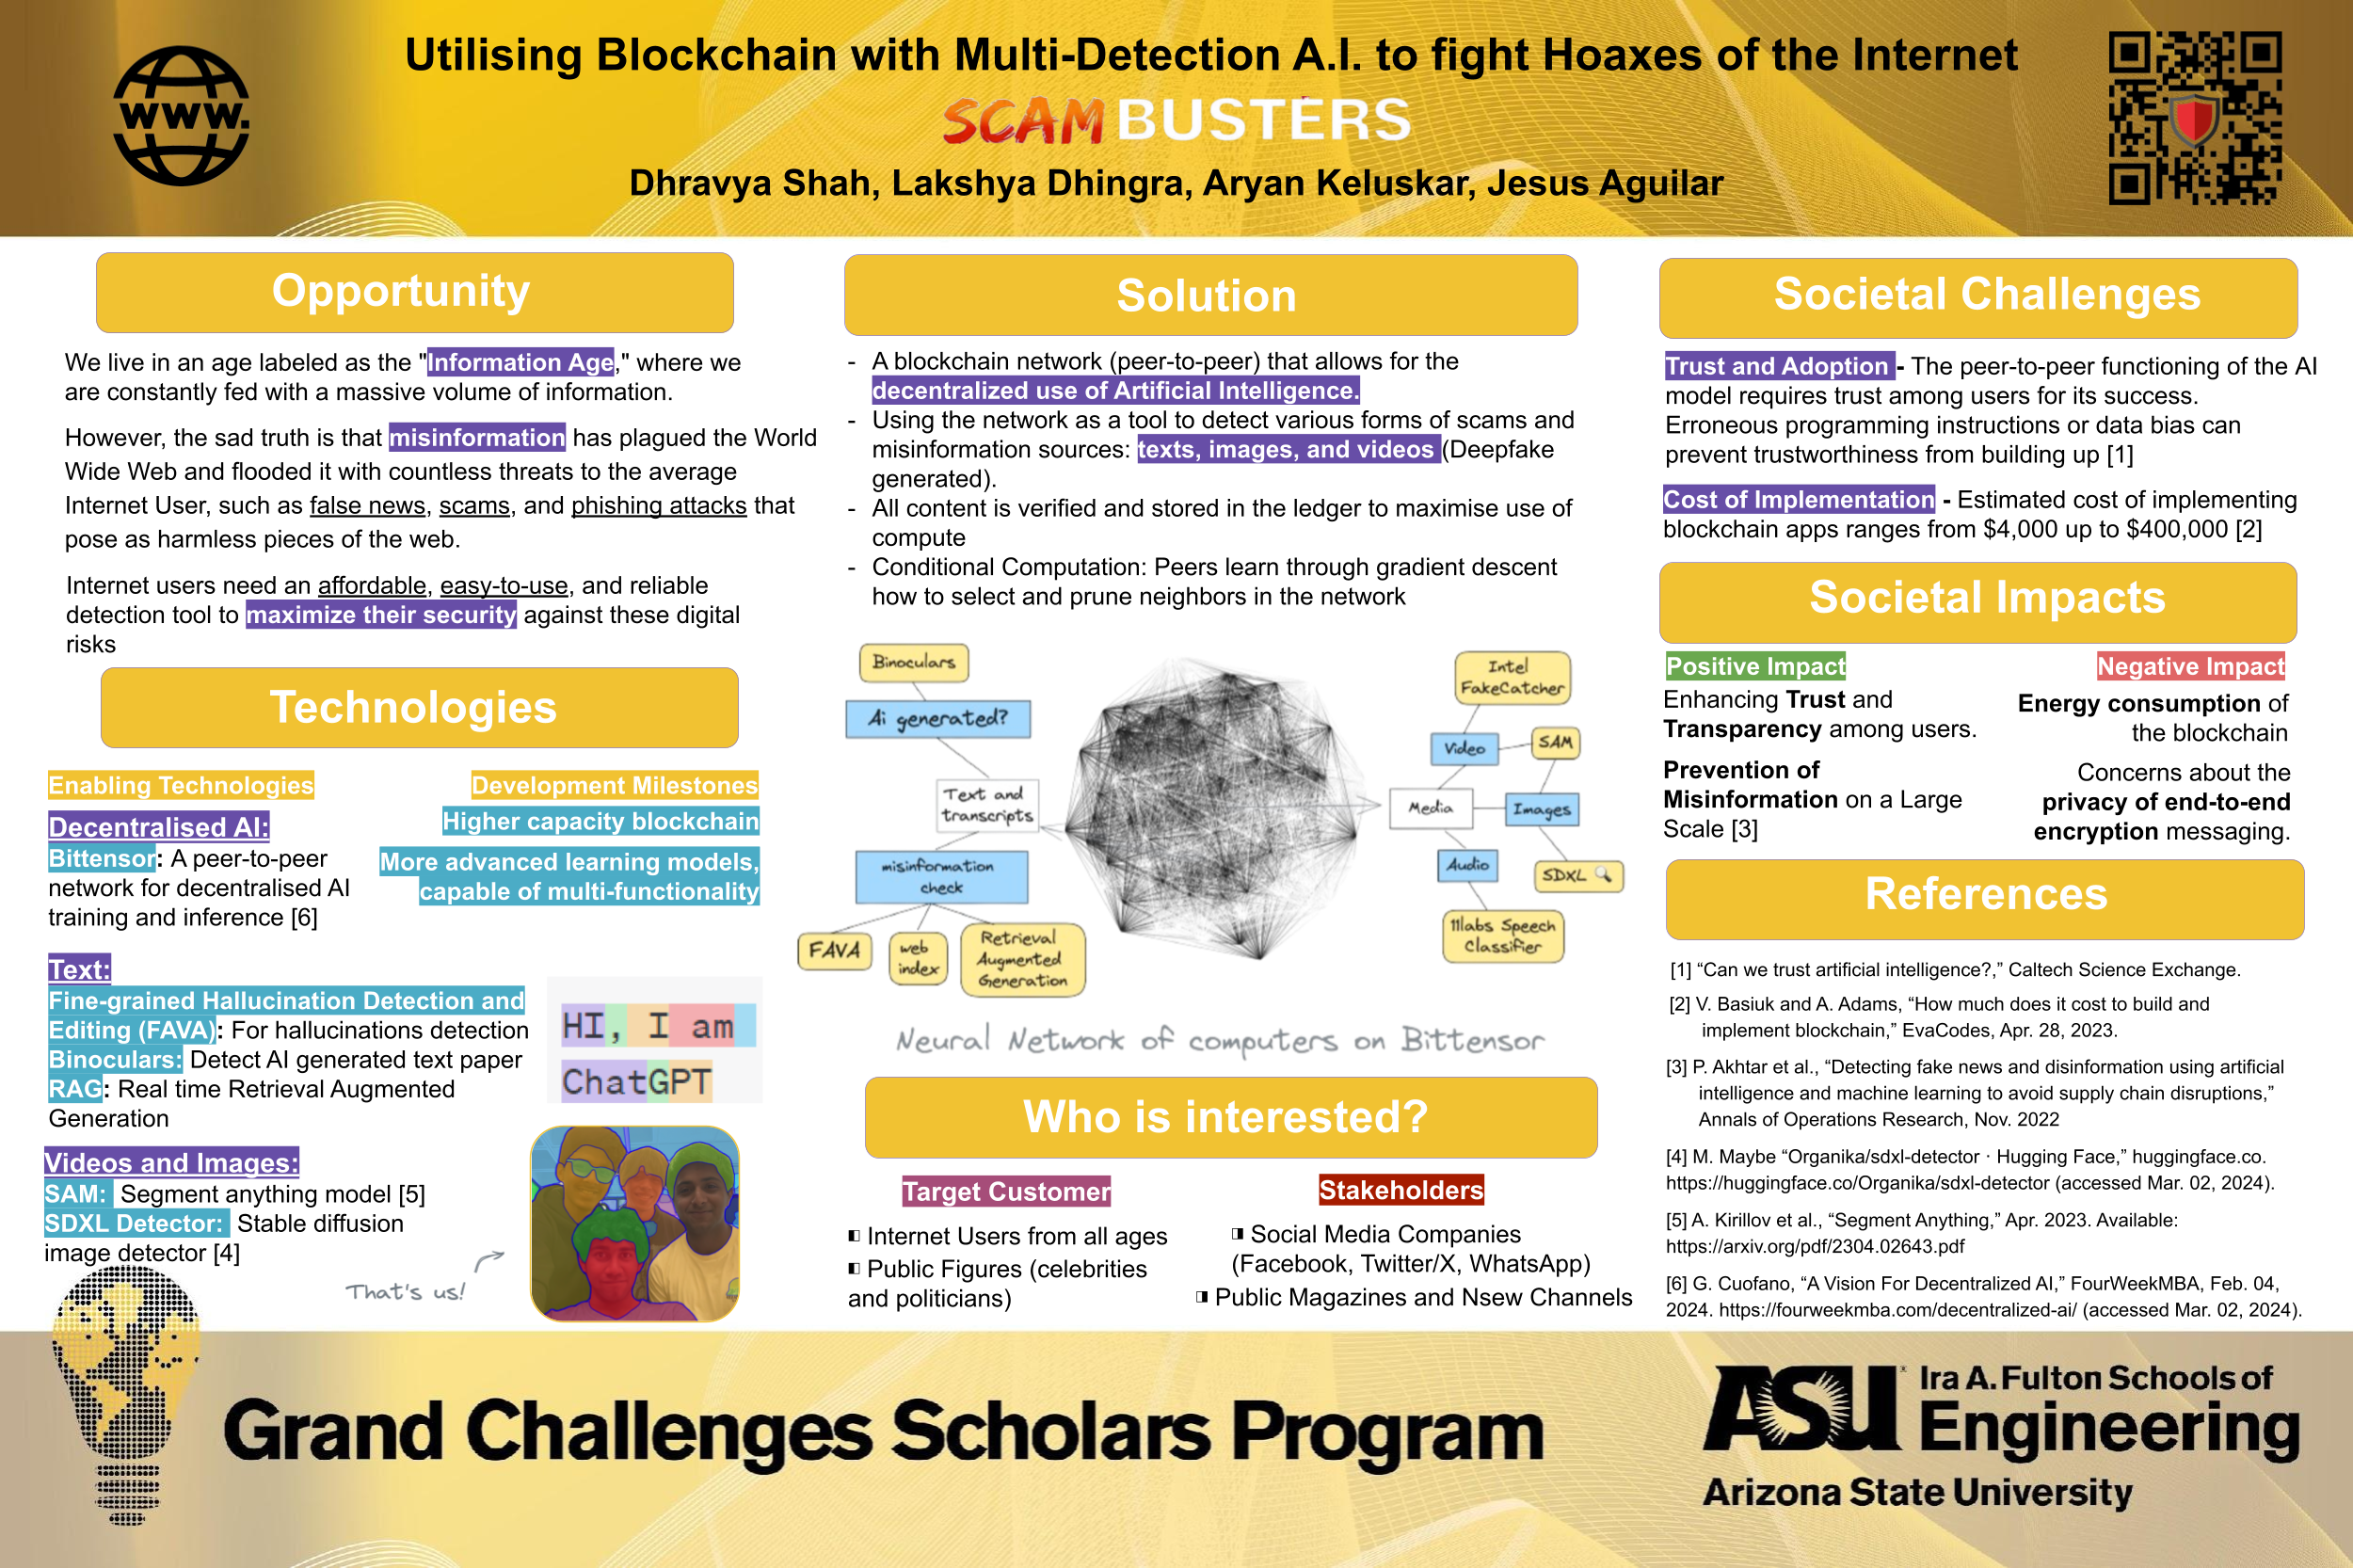 Utilising Blockchain with Multi-Detection A.I. to fight Hoaxes of the Internet
www.
SCAM BUSTERS
Dhravya Shah, Lakshya Dhingra, Aryan Keluskar, Jesus Aguilar
Opportunity
We live in an age labeled as the "Information Age," where we
are constantly fed with a massive volume of information.
However, the sad truth is that misinformation has plagued the World
Wide Web and flooded it with countless threats to the average
Internet User, such as false news, scams, and phishing attacks that
pose as harmless pieces of the web.
Internet users need an affordable, easy-to-use, and reliable
detection tool to maximize their security against these digital
risks
Technologies
Enabling Technologies
Decentralised AI:
Bittensor: A peer-to-peer
network for decentralised AI
training and inference [6]
Development Milestones
Higher capacity blockchain
More advanced learning models,
capable of multi-functionality
Text:
Fine-grained Hallucination Detection and
Editing (FAVA): For hallucinations detection
Binoculars: Detect AI generated text paper
RAG: Real time Retrieval Augmented
Generation
HI, I am
ChatGPT
Videos and Images:
SAM: Segment anything model [5]
SDXL Detector: Stable diffusion
image detector [4]
That's us!
Solution
- A blockchain network (peer-to-peer) that allows for the
decentralized use of Artificial Intelligence.
- Using the network as a tool to detect various forms of scams and
misinformation sources: texts, images, and videos (Deepfake
generated).
- All content is verified and stored in the ledger to maximise use of
compute
- Conditional Computation: Peers learn through gradient descent
how to select and prune neighbors in the network
Binoculars
Ai generated?
Text and
transcripts
misinformation
check
FAVA
web
index
Retrieval
Augmented
Generation
Intel
FakeCatcher
Video
SAM
Media
Images
Audio
SDXL
11labs Speech
Classifier
Neural Network of computers on Bittensor
Who is interested?
Target Customer
Internet Users from all ages
Public Figures (celebrities
and politicians)
Stakeholders
Social Media Companies
(Facebook, Twitter/X, WhatsApp)
Public Magazines and Nsew Channels
Societal Challenges
Trust and Adoption - The peer-to-peer functioning of the AI
model requires trust among users for its success.
Erroneous programming instructions or data bias can
prevent trustworthiness from building up [1]
Cost of Implementation - Estimated cost of implementing
blockchain apps ranges from $4,000 up to $400,000 [2]
Societal Impacts
Positive Impact
Enhancing Trust and
Transparency among users.
Prevention of
Misinformation on a Large
Scale [3]
Negative Impact
Energy consumption of
the blockchain
Concerns about the
privacy of end-to-end
encryption messaging.
References
[1] “Can we trust artificial intelligence?,” Caltech Science Exchange.
[2] V. Basiuk and A. Adams, “How much does it cost to build and
implement blockchain,” EvaCodes, Apr. 28, 2023.
[3] P. Akhtar et al., “Detecting fake news and disinformation using artificial
intelligence and machine learning to avoid supply chain disruptions,”
Annals of Operations Research, Nov. 2022
[4] M. Maybe “Organika/sdxl-detector · Hugging Face,” huggingface.co.
https://huggingface.co/Organika/sdxl-detector (accessed Mar. 02, 2024).
[5] A. Kirillov et al., “Segment Anything,” Apr. 2023. Available:
https://arxiv.org/pdf/2304.02643.pdf
[6] G. Cuofano, “A Vision For Decentralized AI,” FourWeekMBA, Feb. 04,
2024. https://fourweekmba.com/decentralized-ai/ (accessed Mar. 02, 2024).
Grand Challenges Scholars Program
ASU Ira A. Fulton Schools of
Engineering
Arizona State University